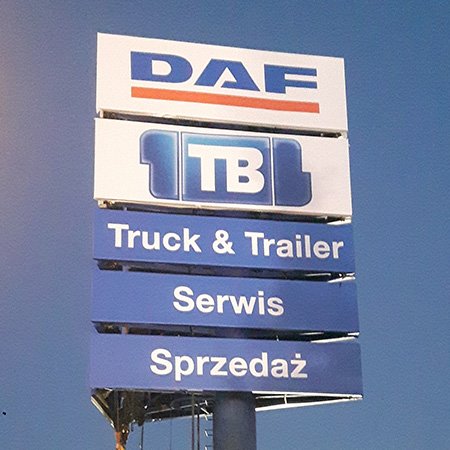 DAF
TB
Truck & Trailer
Serwis
Sprzedaż